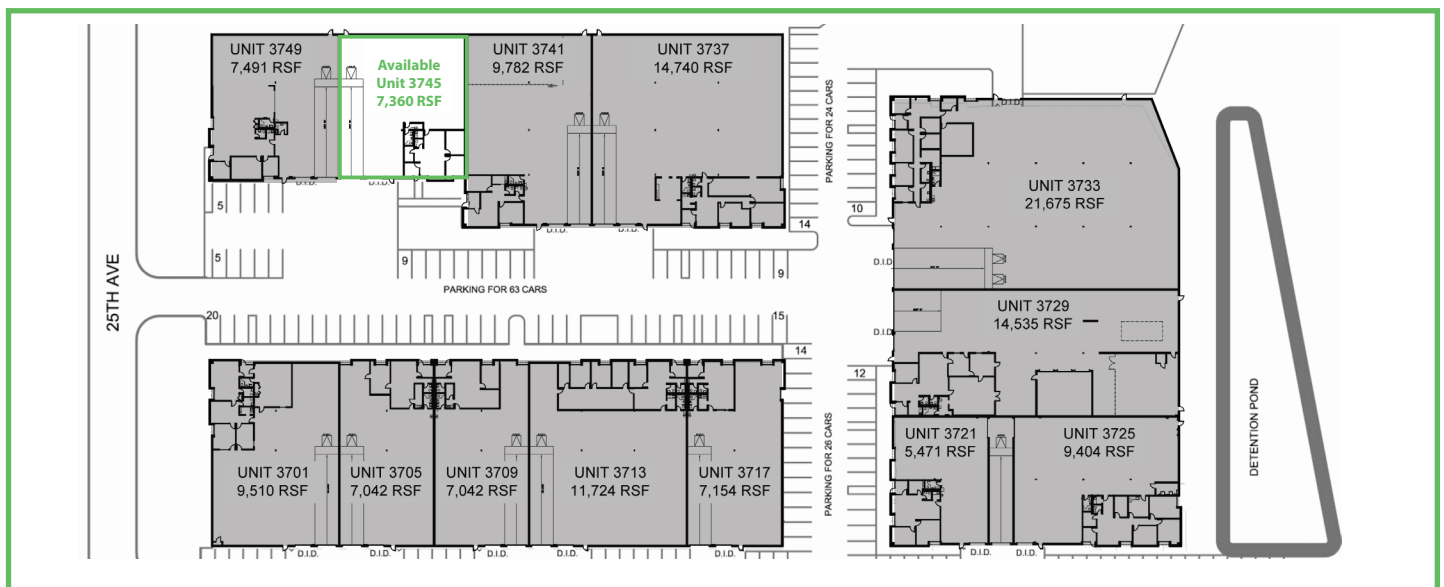 UNIT 3749
7,491 RSF
Available
Unit 3745
7,360 RSF
UNIT 3741
9,782 RSF
UNIT 3737
14,740 RSF
D.I.D.
D.I.D.
D.I.D.
D.I.D.
5
5
9
9
14
PARKING FOR 63 CARS
PARKING FOR 24 CARS
10
25TH AVE
20
15
14
UNIT 3701
9,510 RSF
UNIT 3705
7,042 RSF
UNIT 3709
7,042 RSF
UNIT 3713
11,724 RSF
UNIT 3717
7,154 RSF
D.I.D.
D.I.D.
D.I.D.
D.I.D.
D.I.D.
PARKING FOR 26 CARS
12
D.I.D.
UNIT 3733
21,675 RSF
D.I.D.
UNIT 3729
14,535 RSF
D.I.D.
UNIT 3721
5,471 RSF
UNIT 3725
9,404 RSF
D.I.D.
D.I.D.
DETENTION POND